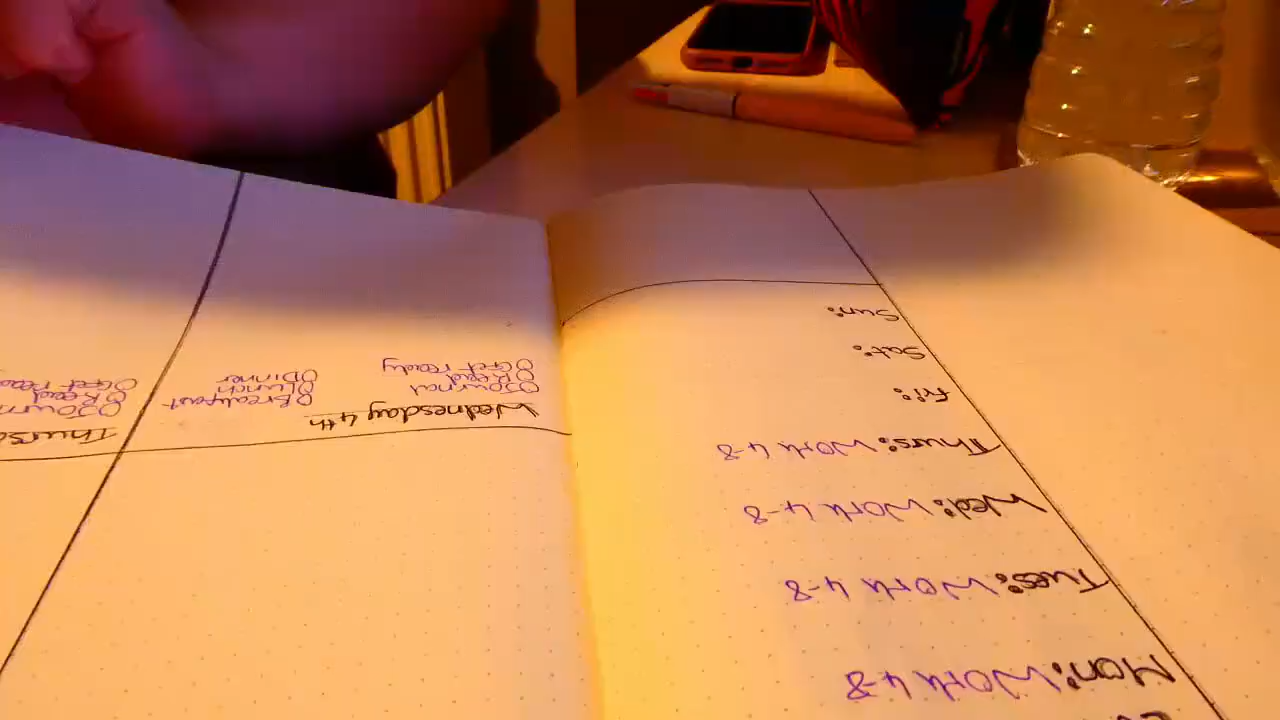 Mon: Work 4-8
Tues: Work 4-8
Wed: Work 4-8
Thurs: Work 4-8
Fri:
Sat:
Sun:
Wednesday 4th
O Journal
O Read
O Get ready
O Breakfast
O Lunch
O Dinner
O Read